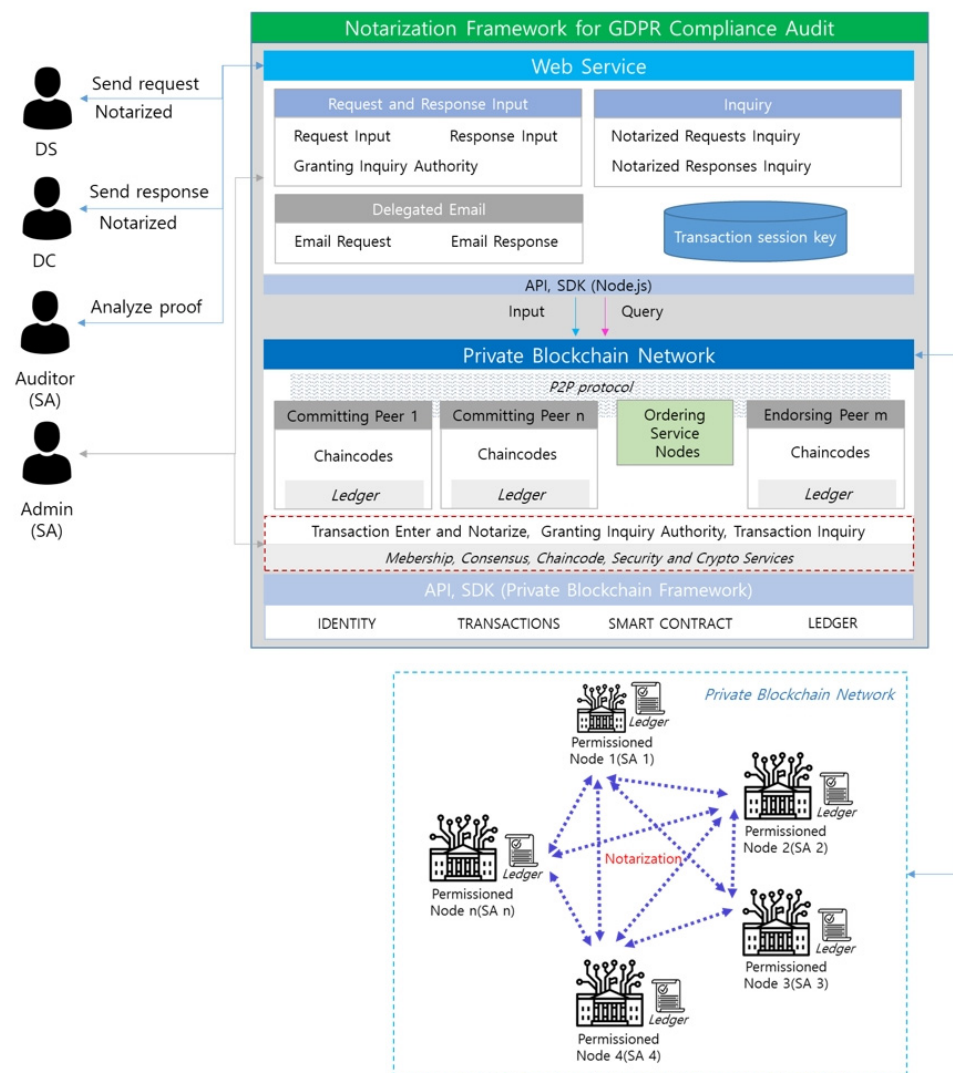 Notarization Framework for GDPR Compliance Audit
Web Service
Send request
Notarized
DS
Send response
Notarized
DC
Analyze proof
Auditor
(SA)
Admin
(SA)
Request and Response Input
Request Input Response Input
Granting Inquiry Authority
Inquiry
Notarized Requests Inquiry
Notarized Responses Inquiry
Delegated Email
Email Request Email Response
Transaction session key
API, SDK (Node.js)
Input Query
Private Blockchain Network
P2P protocol
Committing Peer 1
Chaincodes
Ledger
Committing Peer n
Chaincodes
Ledger
Ordering
Service
Nodes
Endorsing Peer m
Chaincodes
Ledger
Transaction Enter and Notarize, Granting Inquiry Authority, Transaction Inquiry
Mebership, Consensus, Chaincode, Security and Crypto Services
API, SDK (Private Blockchain Framework)
IDENTITY TRANSACTIONS SMART CONTRACT LEDGER
Private Blockchain Network
Ledger
Permissioned
Node 1(SA 1)
Ledger
Permissioned
Node 2(SA 2)
Notarization
Ledger
Permissioned
Node n(SA n)
Ledger
Permissioned
Node 3(SA 3)
Ledger
Permissioned
Node 4(SA 4)